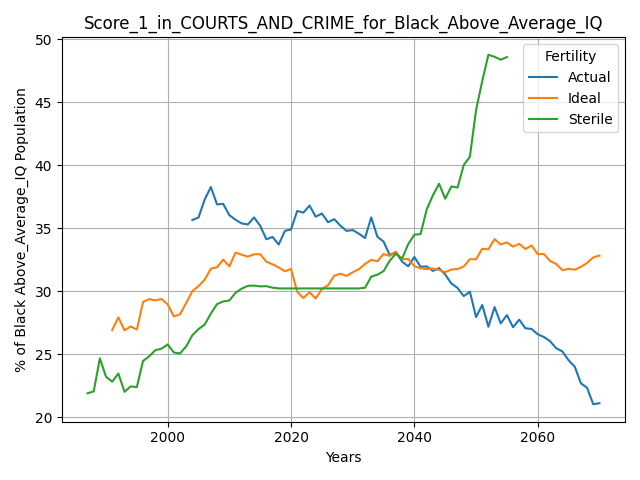 Score_1_in_COURTS_AND_CRIME_for_Black_Above_Average_IQ
% of Black Above_Average_IQ Population
50
45
40
35
30
25
20
Fertility
Actual
Ideal
Sterile
2000
2020
2040
2060
Years